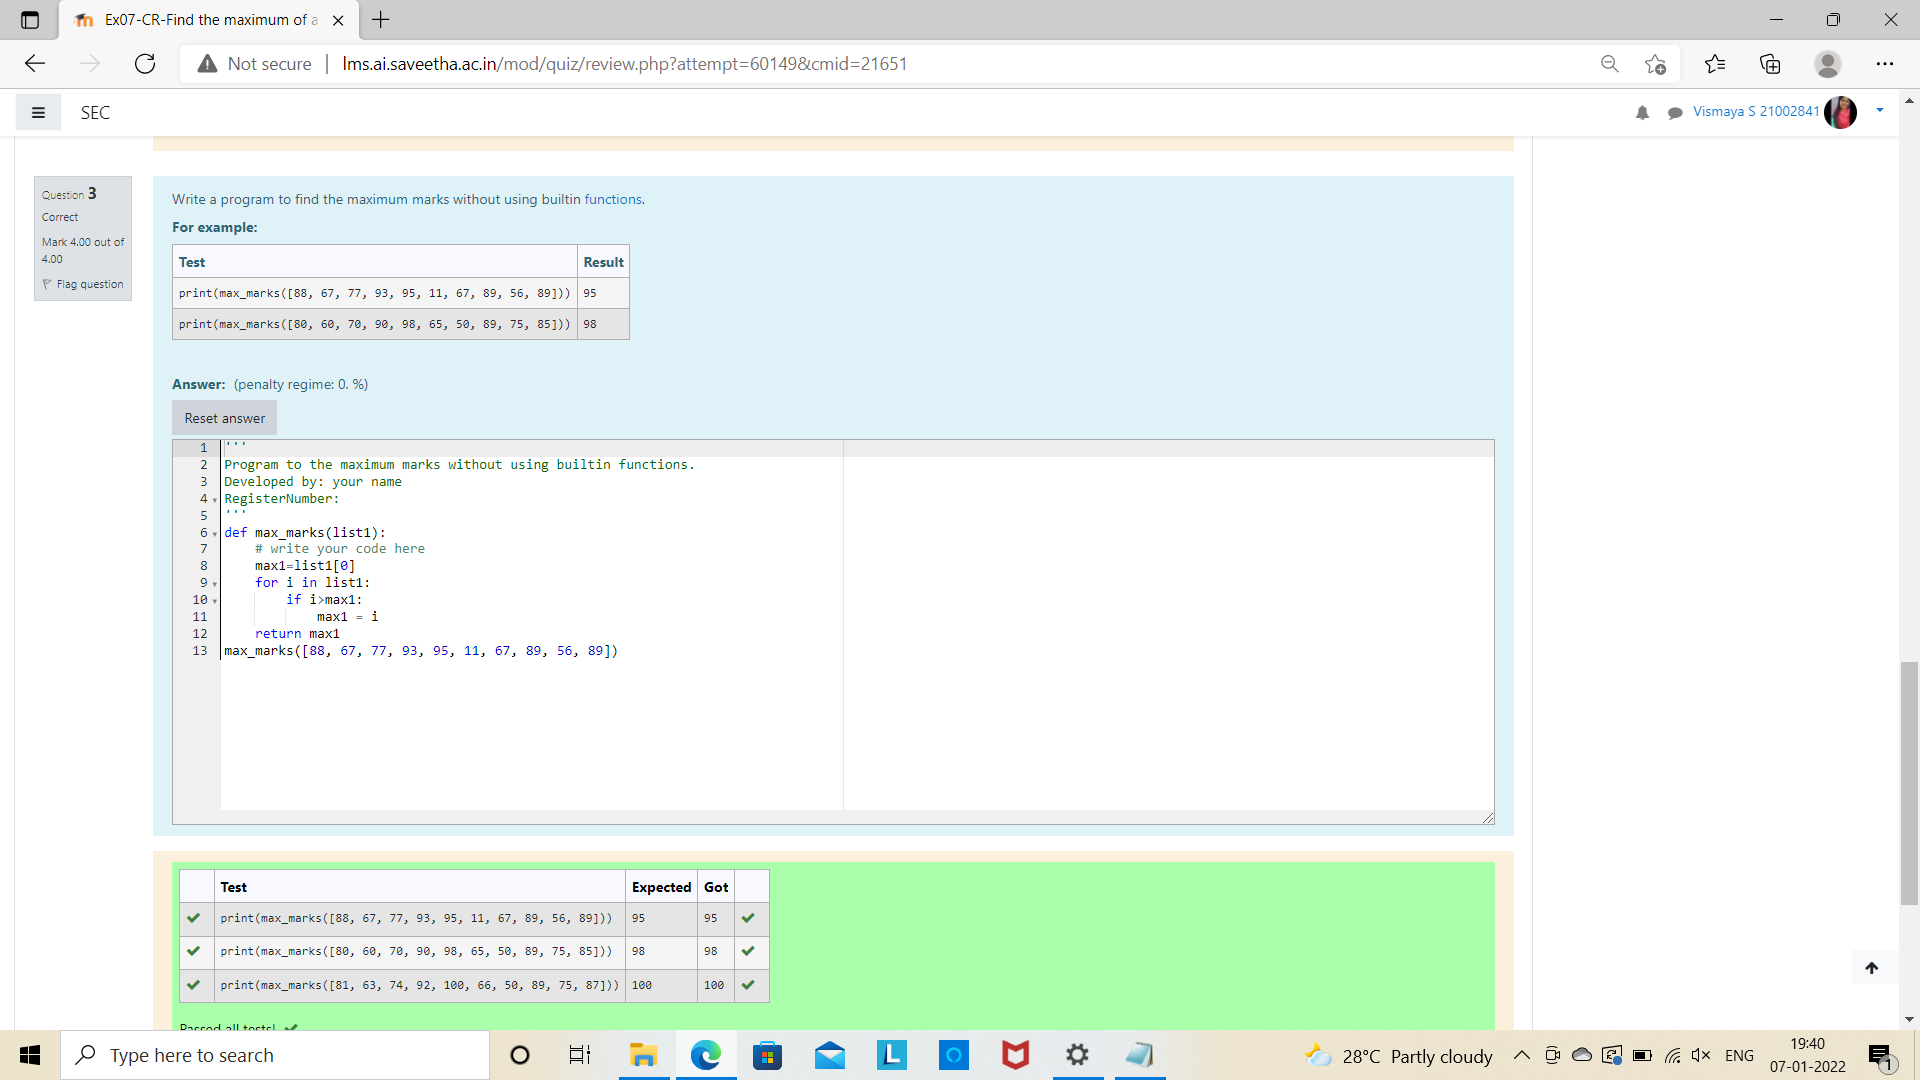 Ex07-CR-Find the maximum of a
Not secure | lms.ai.saveetha.ac.in/mod/quiz/review.php?attempt=60149&cmid=21651
SEC
Vismaya S 21002841
Question 3
Correct
Mark 4.00 out of
4.00
Flag question
Write a program to find the maximum marks without using builtin functions.
For example:
Test Result
print(max_marks([88, 67, 77, 93, 95, 11, 67, 89, 56, 89])) 95
print(max_marks([80, 60, 70, 90, 98, 65, 50, 89, 75, 85])) 98
Answer: (penalty regime: 0. %)
Reset answer
1 '''
2 Program to the maximum marks without using builtin functions.
3 Developed by: your name
4 RegisterNumber:
5 '''
6 def max_marks(list1):
7 # write your code here
8 max1=list1[0]
9 for i in list1:
10 if i>max1:
11 max1 = i
12 return max1
13 max_marks([88, 67, 77, 93, 95, 11, 67, 89, 56, 89])
Test Expected Got
print(max_marks([88, 67, 77, 93, 95, 11, 67, 89, 56, 89])) 95 95
print(max_marks([80, 60, 70, 90, 98, 65, 50, 89, 75, 85])) 98 98
print(max_marks([81, 63, 74, 92, 100, 66, 50, 89, 75, 87])) 100 100
Passed all tests!
Type here to search
L
28°C Partly cloudy
ENG
19:40
07-01-2022
1